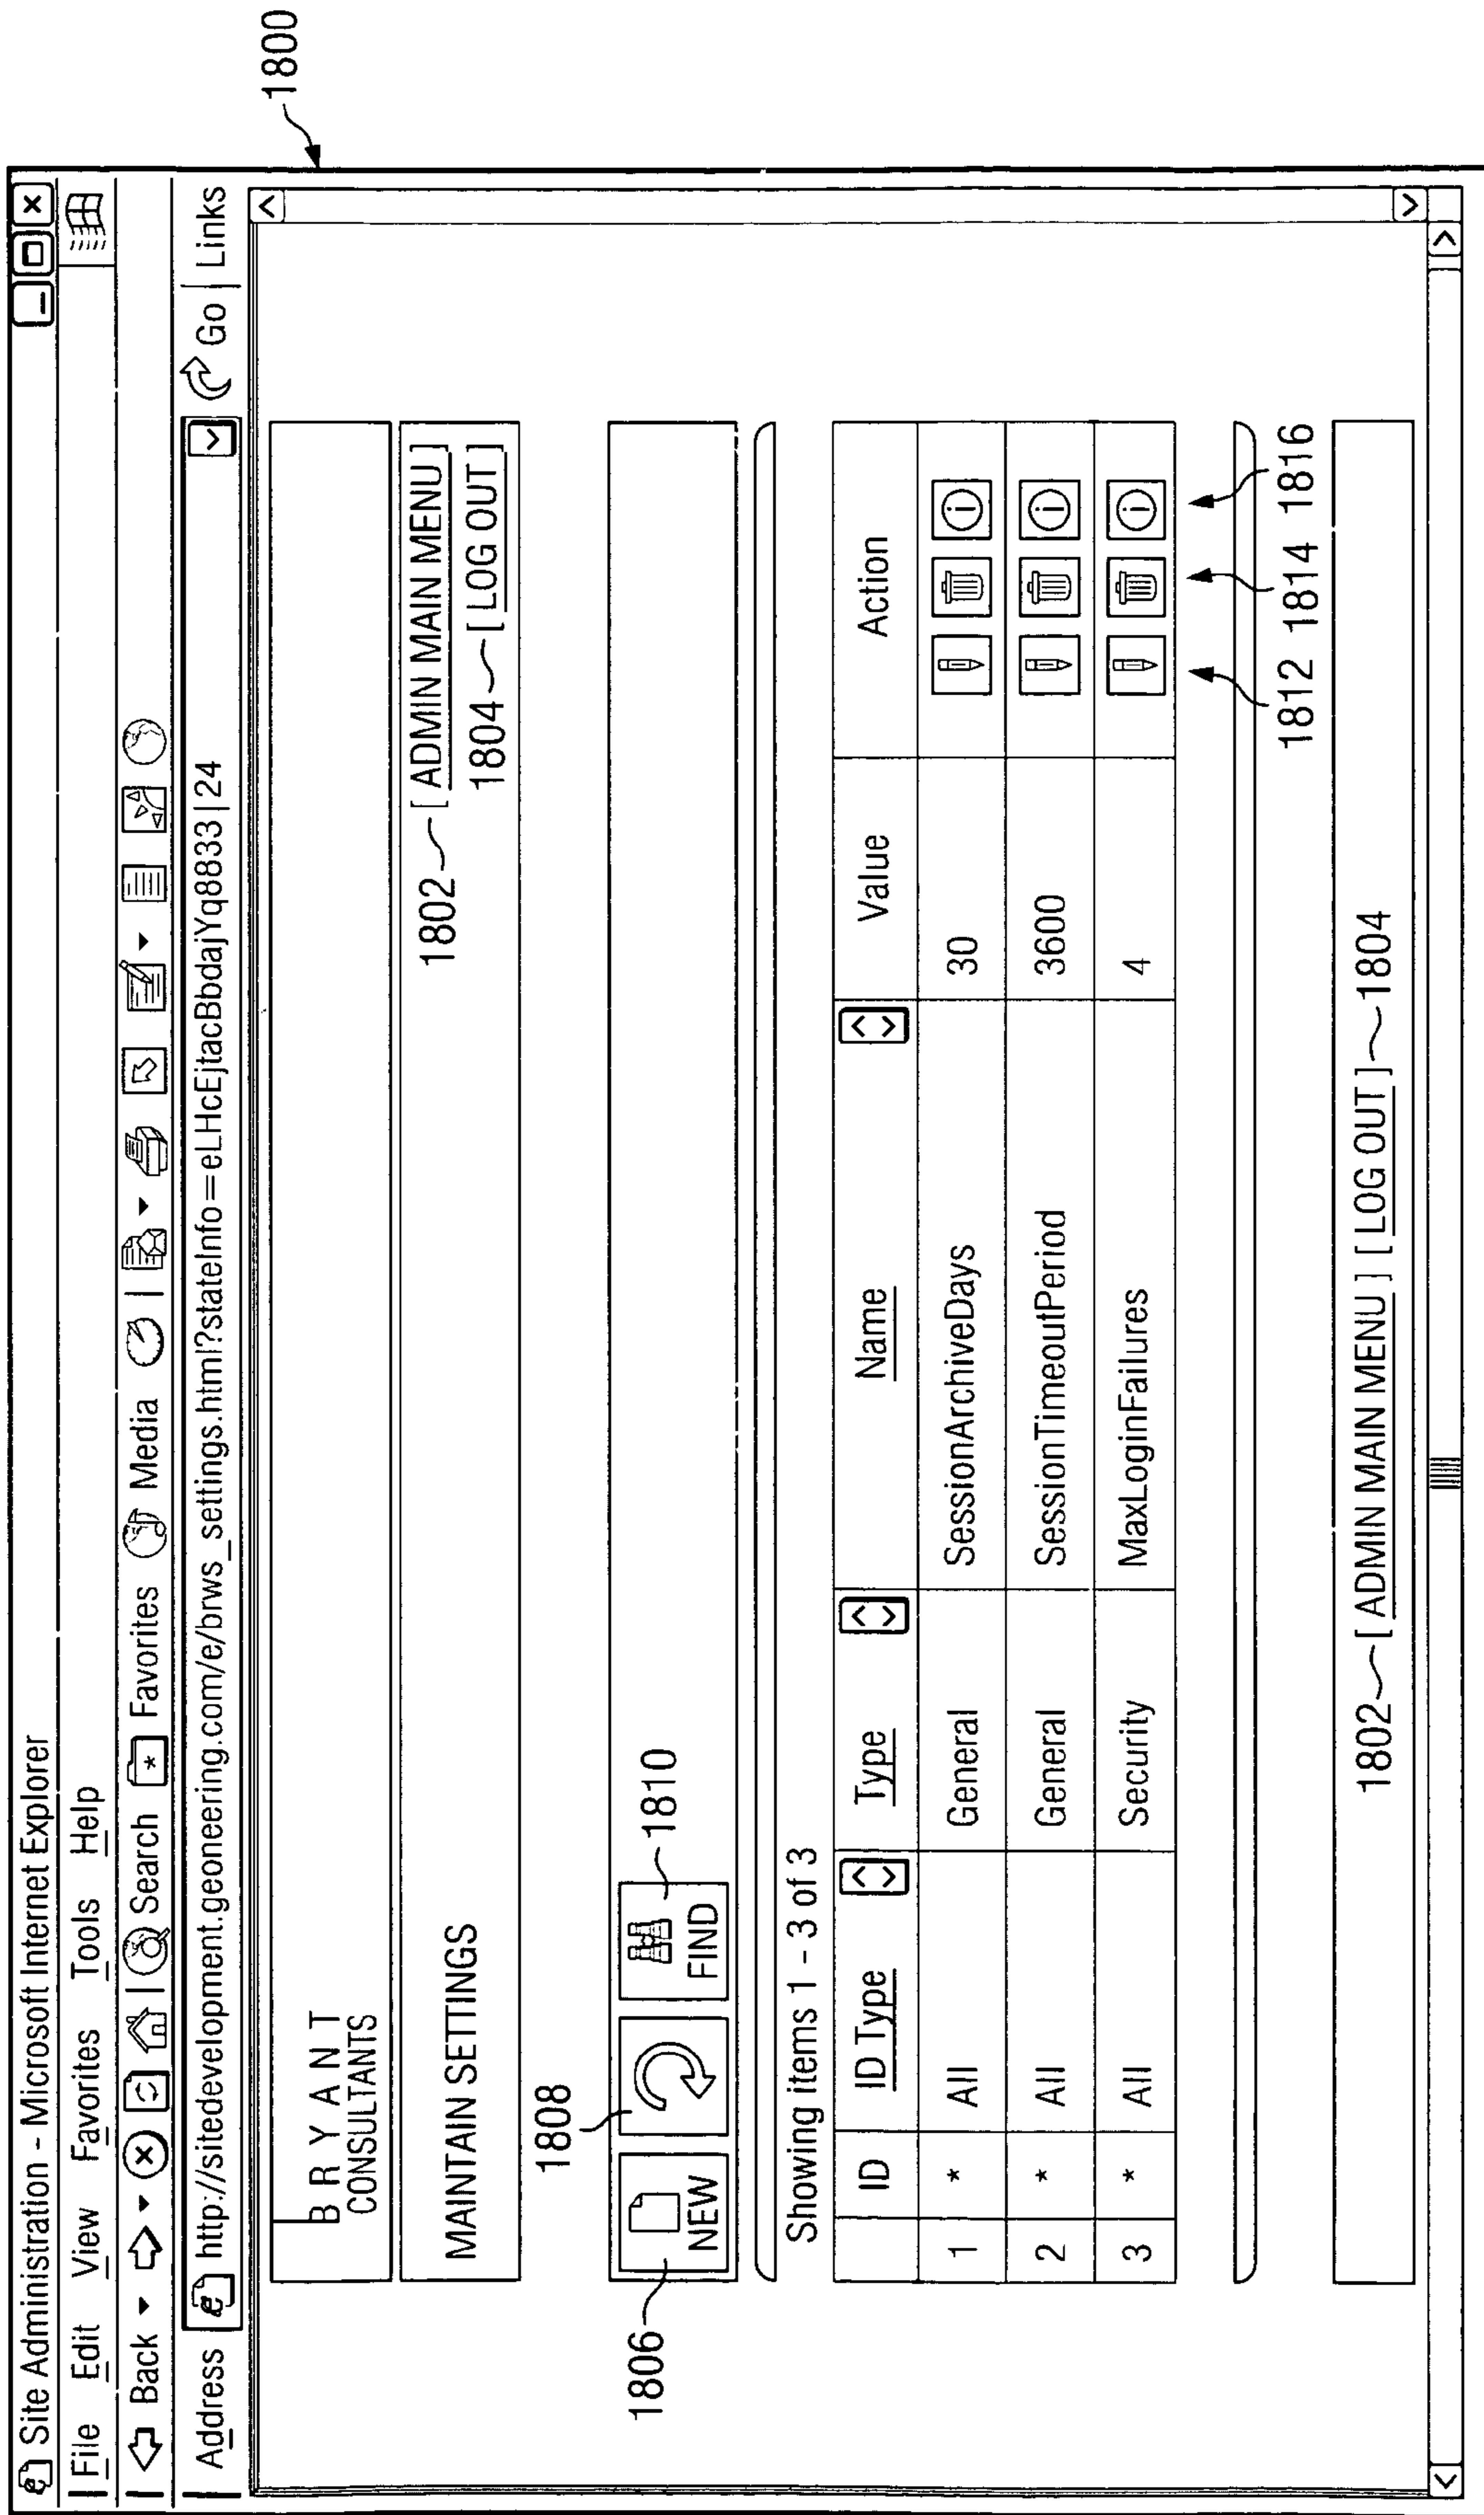 Site Administration - Microsoft Internet Explorer
File Edit View Favorites Tools Help
Back Search Favorites Media
Address http://sitedevelopment.geoneering.com/e/brws_settings.html?stateInfo=eLHcEjtacBbdajYq8833|24 Go Links
1800
BRYANT
CONSULTANTS
MAINTAIN SETTINGS
1802 [ ADMIN MAIN MENU ]
1804 [ LOG OUT ]
1808
1806 NEW FIND 1810
Showing items 1 - 3 of 3
ID ID Type Type Name Value Action
1 * All General SessionArchiveDays 30
2 * All General SessionTimeoutPeriod 3600
3 * All Security MaxLoginFailures 4
1812 1814 1816
1802 [ ADMIN MAIN MENU ] [ LOG OUT ] 1804